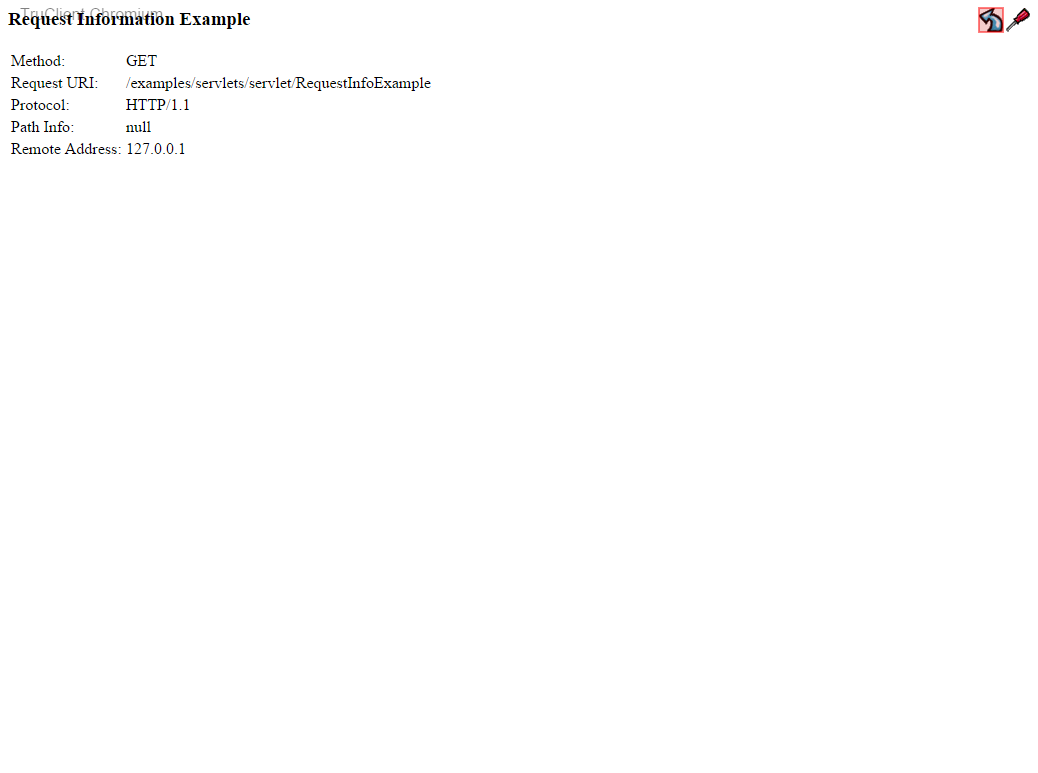 TruClient Chromium
Request Information Example
Method: GET
Request URI: /examples/servlets/servlet/RequestInfoExample
Protocol: HTTP/1.1
Path Info: null
Remote Address: 127.0.0.1